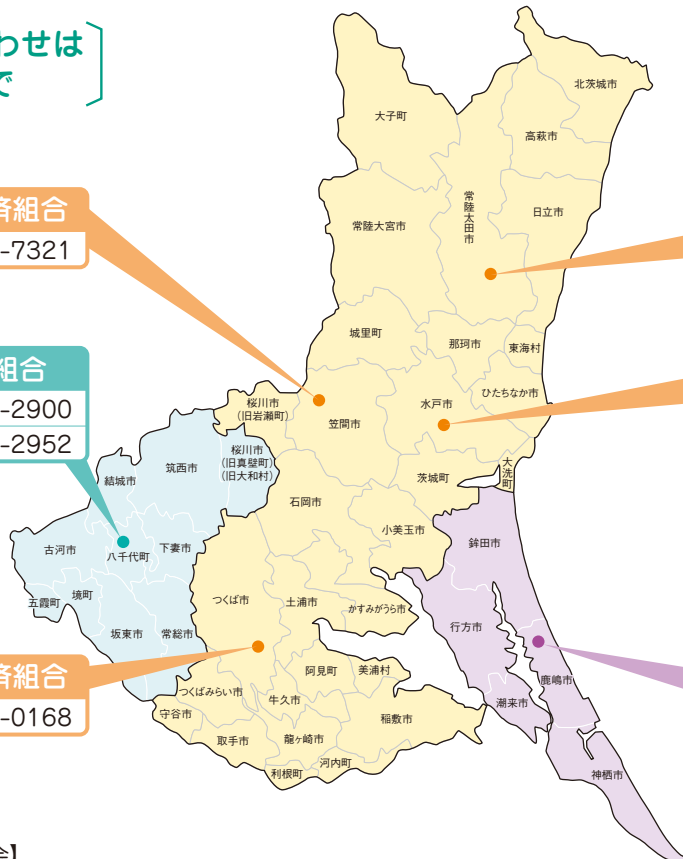 わせは
で
済組合
-7321
組合
-2900
-2952
済組合
-0168
北茨城市
大子町
高萩市
常陸太田市
日立市
常陸大宮市
城里町
那珂市
東海村
ひたちなか市
桜川市
(旧岩瀬町)
水戸市
笠間市
桜川市
(旧真壁町)
(旧大和村)
筑西市
結城市
茨城町
大洗町
石岡市
小美玉市
鉾田市
古河市
八千代町
下妻市
つくば市
土浦市
かすみがうら市
五霞町
境町
坂東市
常総市
行方市
阿見町
美浦村
鹿嶋市
つくばみらい市
牛久市
潮来市
守谷市
稲敷市
取手市
龍ヶ崎市
河内町
利根町
神栖市
会】